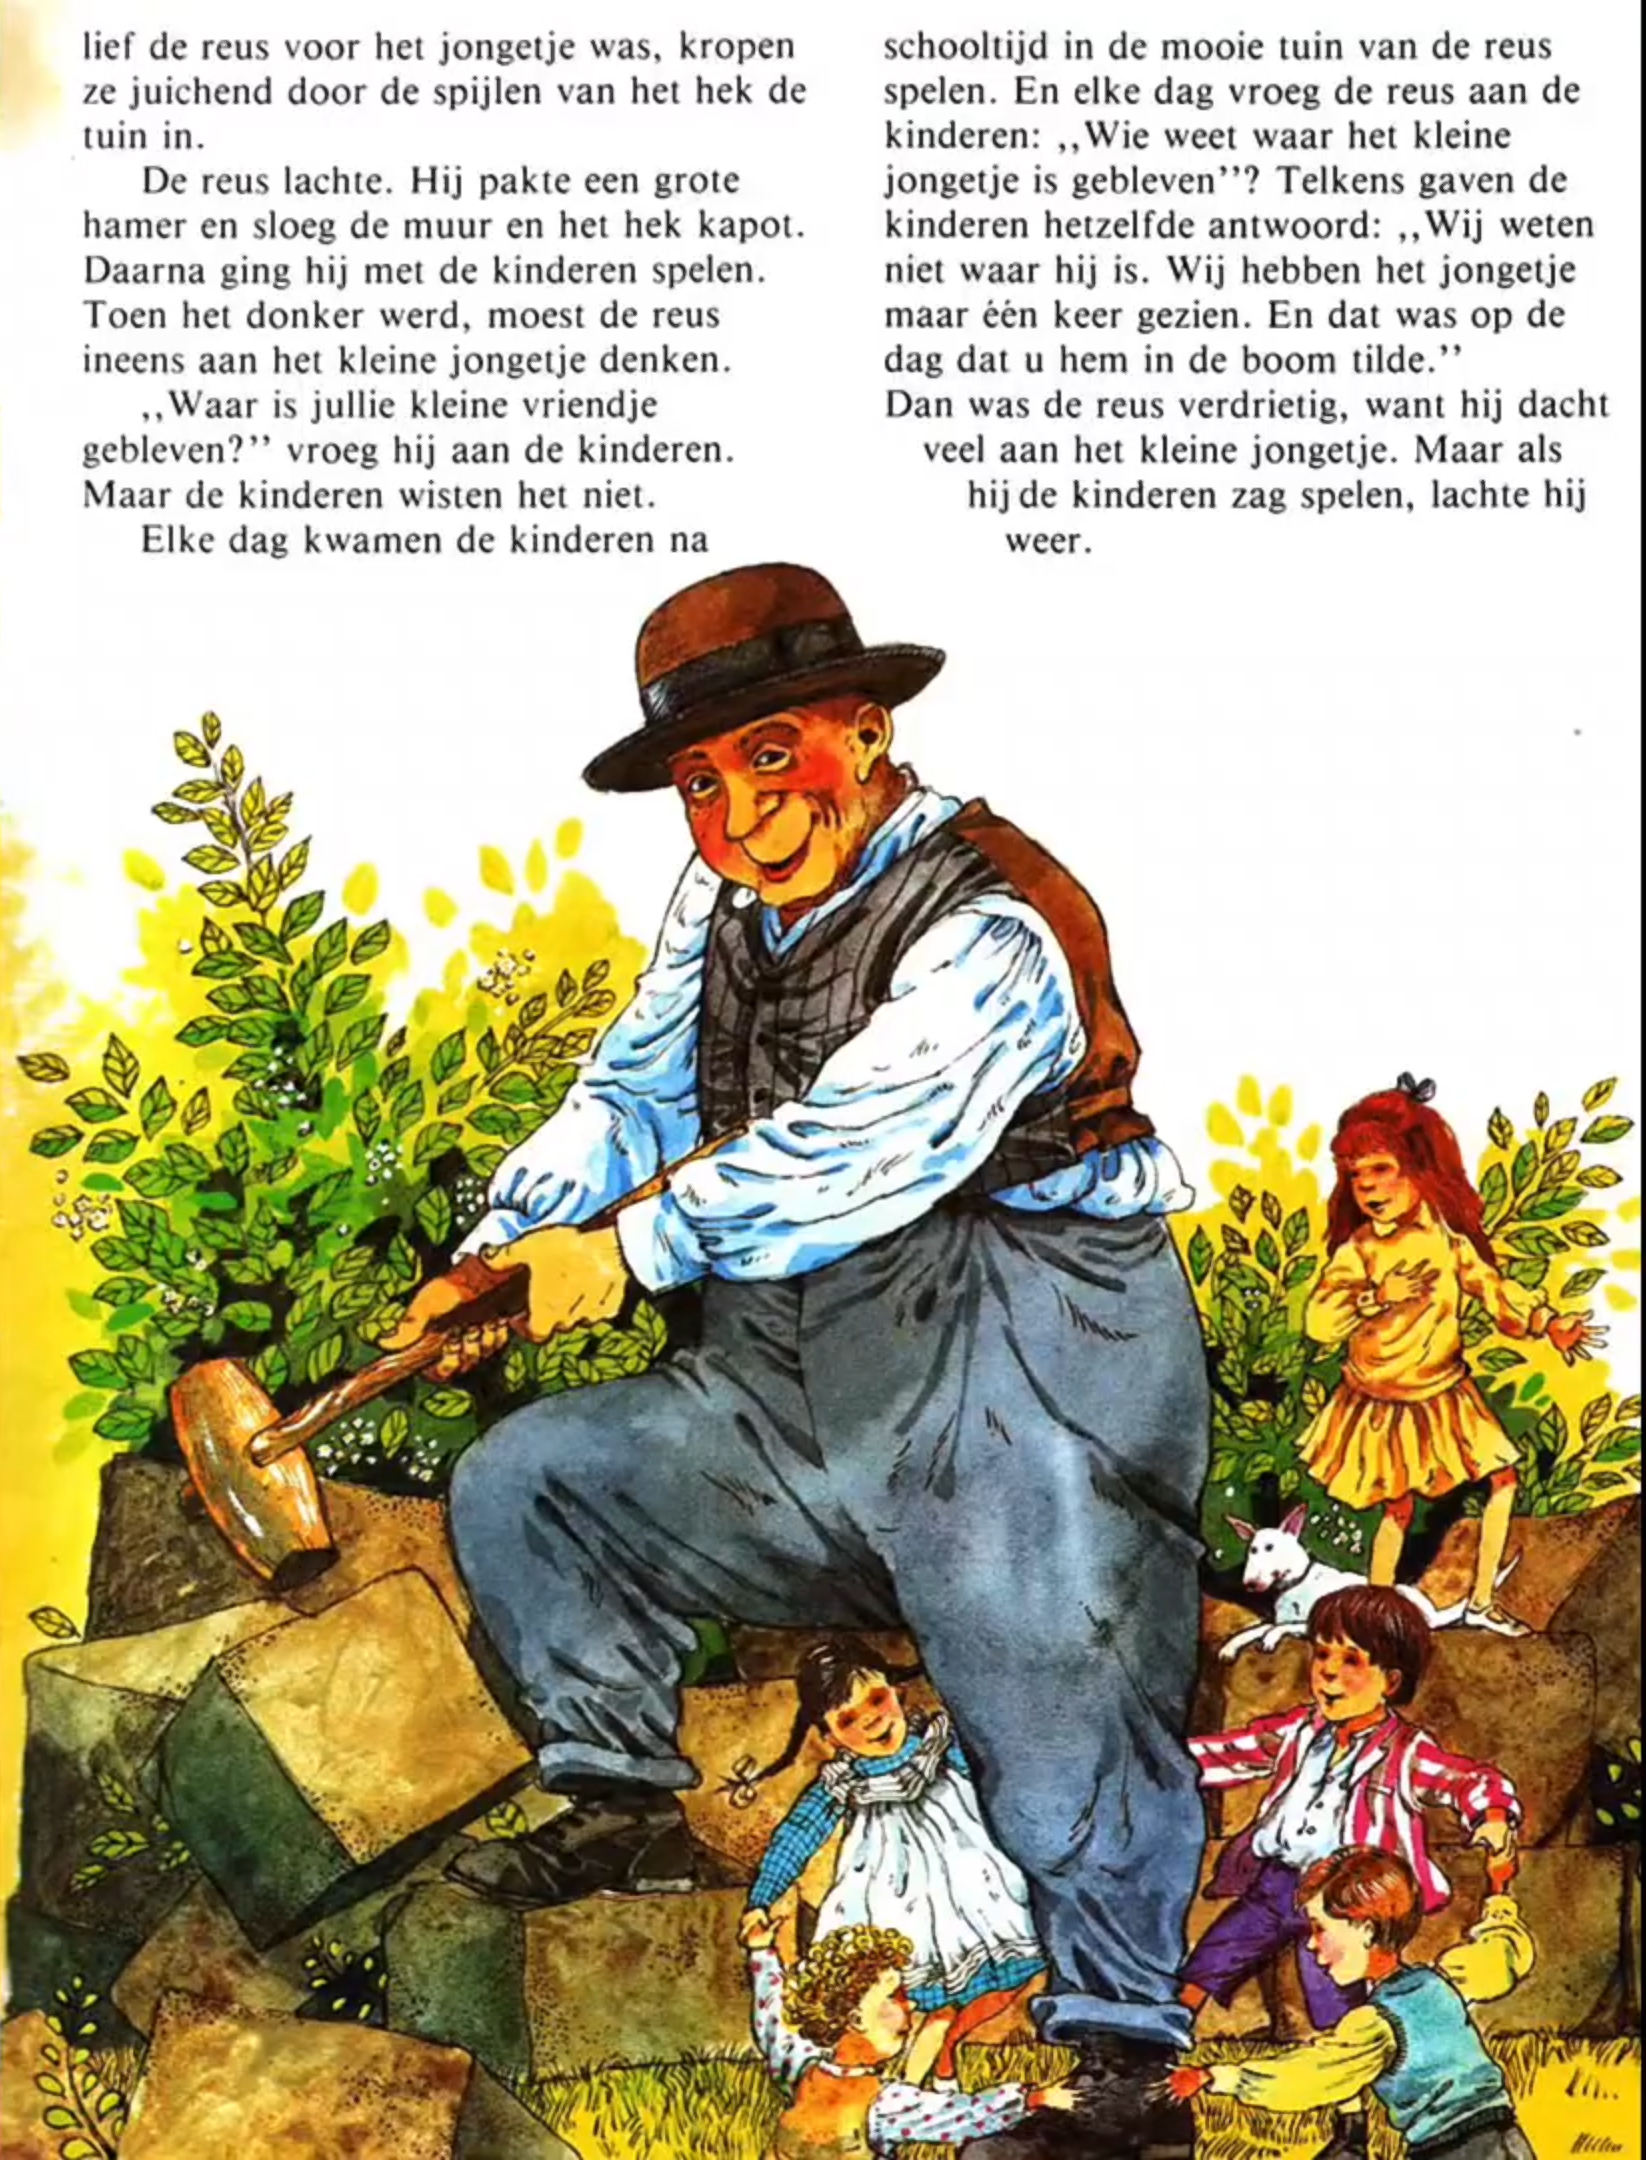 lief de reus voor het jongetje was, kropen
ze juichend door de spijlen van het hek de
tuin in.
De reus lachte. Hij pakte een grote
hamer en sloeg de muur en het hek kapot.
Daarna ging hij met de kinderen spelen.
Toen het donker werd, moest de reus
ineens aan het kleine jongetje denken.
,,Waar is jullie kleine vriendje
gebleven?’’ vroeg hij aan de kinderen.
Maar de kinderen wisten het niet.
Elke dag kwamen de kinderen na
schooltijd in de mooie tuin van de reus
spelen. En elke dag vroeg de reus aan de
kinderen: ,,Wie weet waar het kleine
jongetje is gebleven’’? Telkens gaven de
kinderen hetzelfde antwoord: ,,Wij weten
niet waar hij is. Wij hebben het jongetje
maar één keer gezien. En dat was op de
dag dat u hem in de boom tilde.’’
Dan was de reus verdrietig, want hij dacht
veel aan het kleine jongetje. Maar als
hij de kinderen zag spelen, lachte hij
weer.